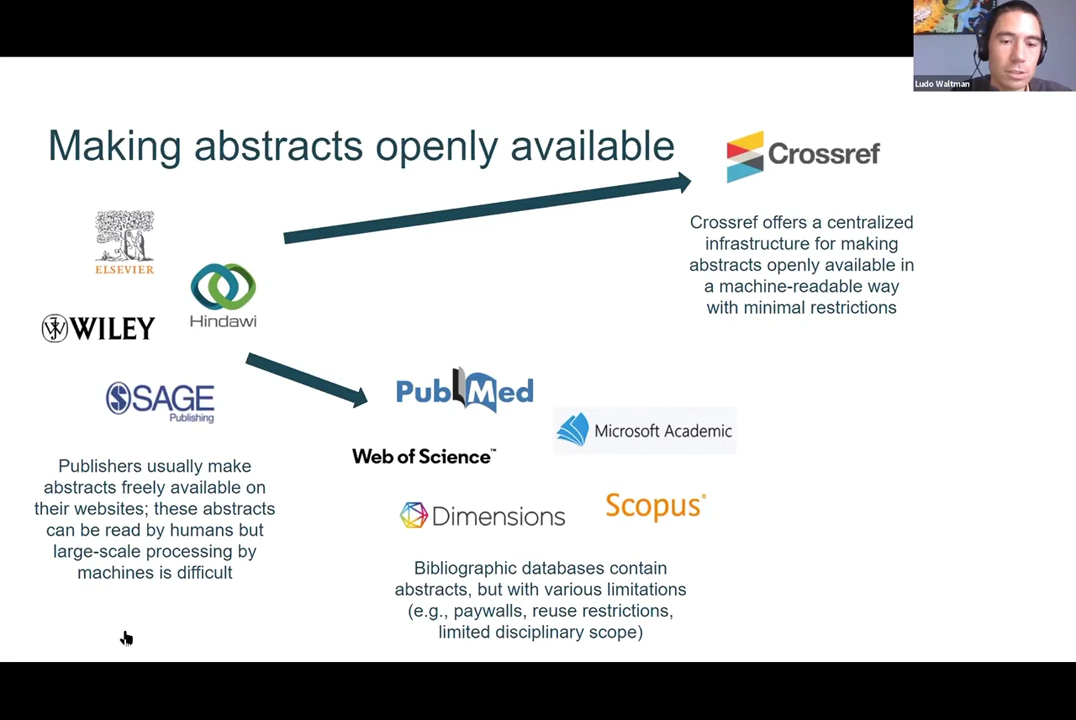 Ludo Waltman
Making abstracts openly available
Crossref
Crossref offers a centralized
infrastructure for making
abstracts openly available in
a machine-readable way
with minimal restrictions
ELSEVIER
Hindawi
WILEY
SAGE
Publishing
Publishers usually make
abstracts freely available on
their websites; these abstracts
can be read by humans but
large-scale processing by
machines is difficult
PubMed
Microsoft Academic
Web of Science™
Dimensions
Scopus®
Bibliographic databases contain
abstracts, but with various limitations
(e.g., paywalls, reuse restrictions,
limited disciplinary scope)